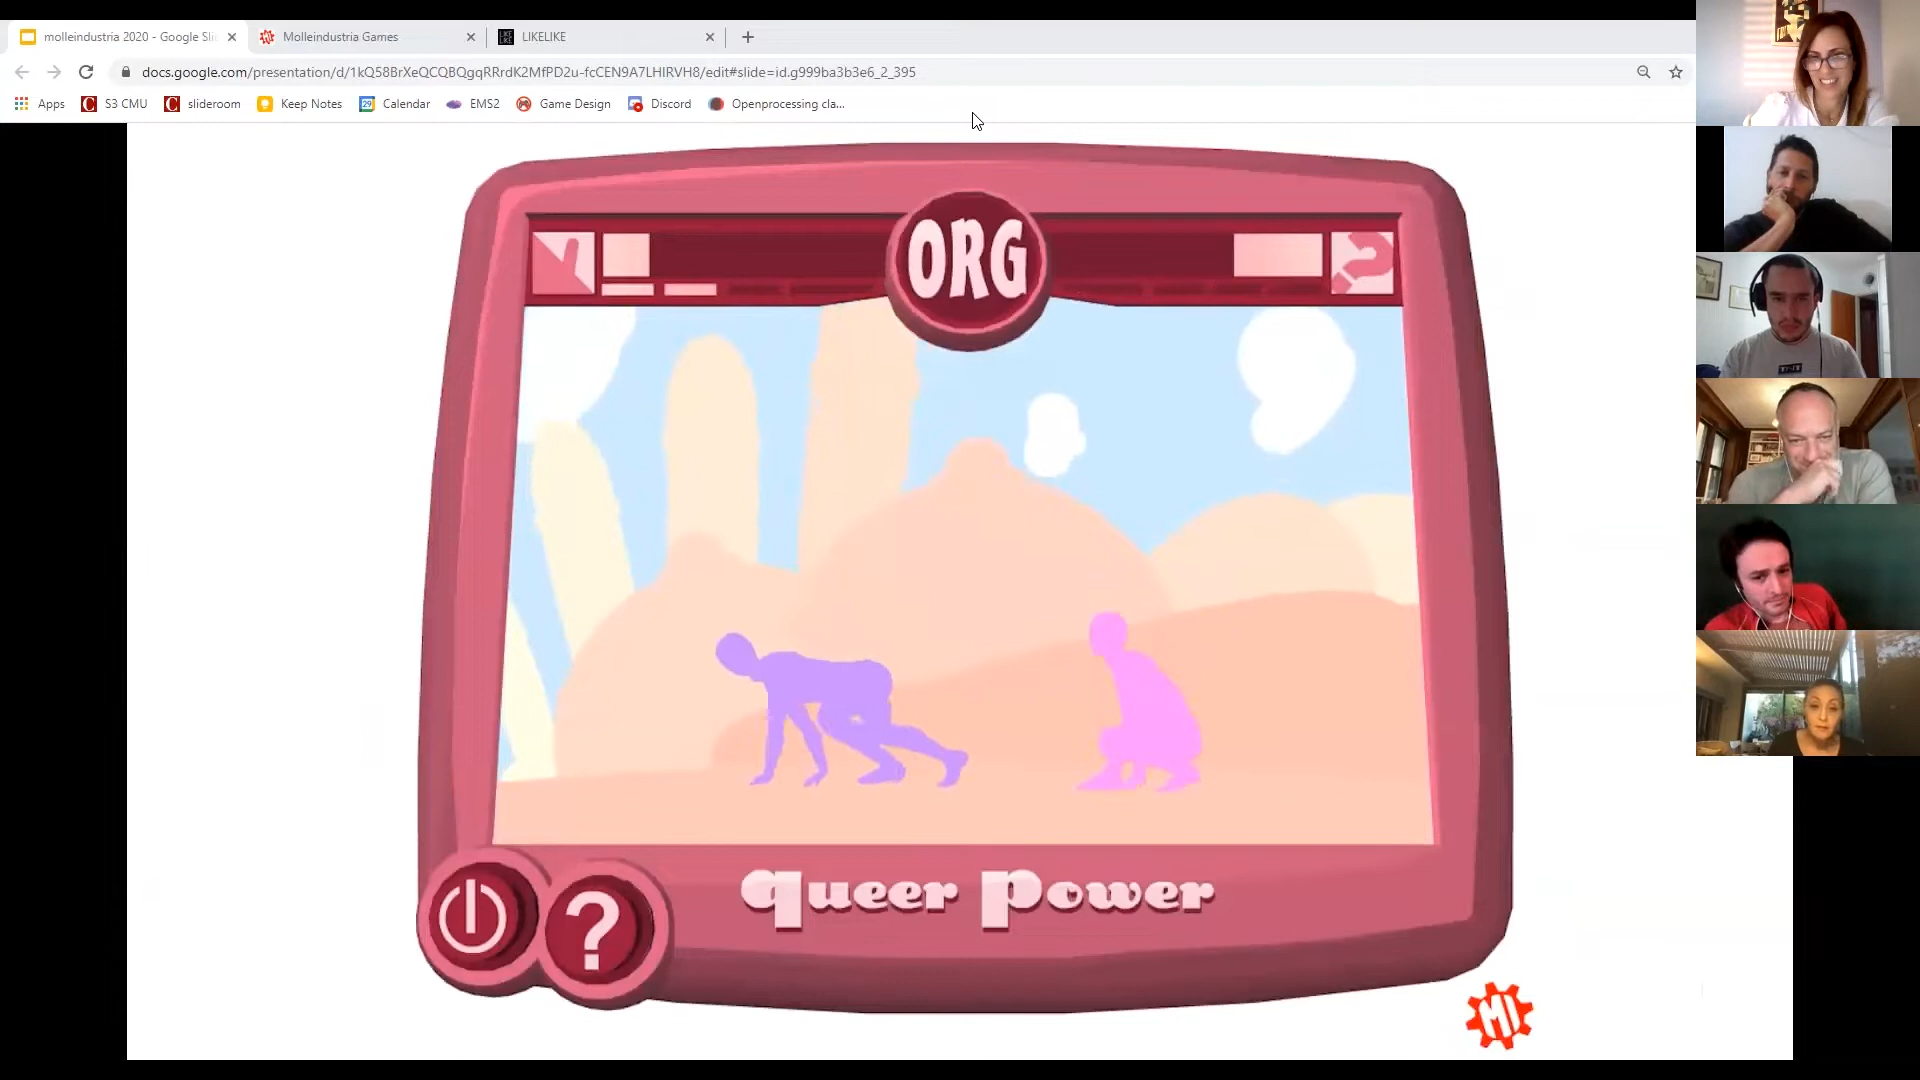 molleindustria 2020 - Google Sli
Molleindustria Games
LIKELIKE
docs.google.com/presentation/d/1kQ58BrXeQCQBQgqRRrdK2MfPD2u-fcCEN9A7LHIRVH8/edit#slide=id.g999ba3b3e6_2_395
Apps
S3 CMU
slideroom
Keep Notes
Calendar
EMS2
Game Design
Discord
Openprocessing cla...
ORG
?
queer power
MI